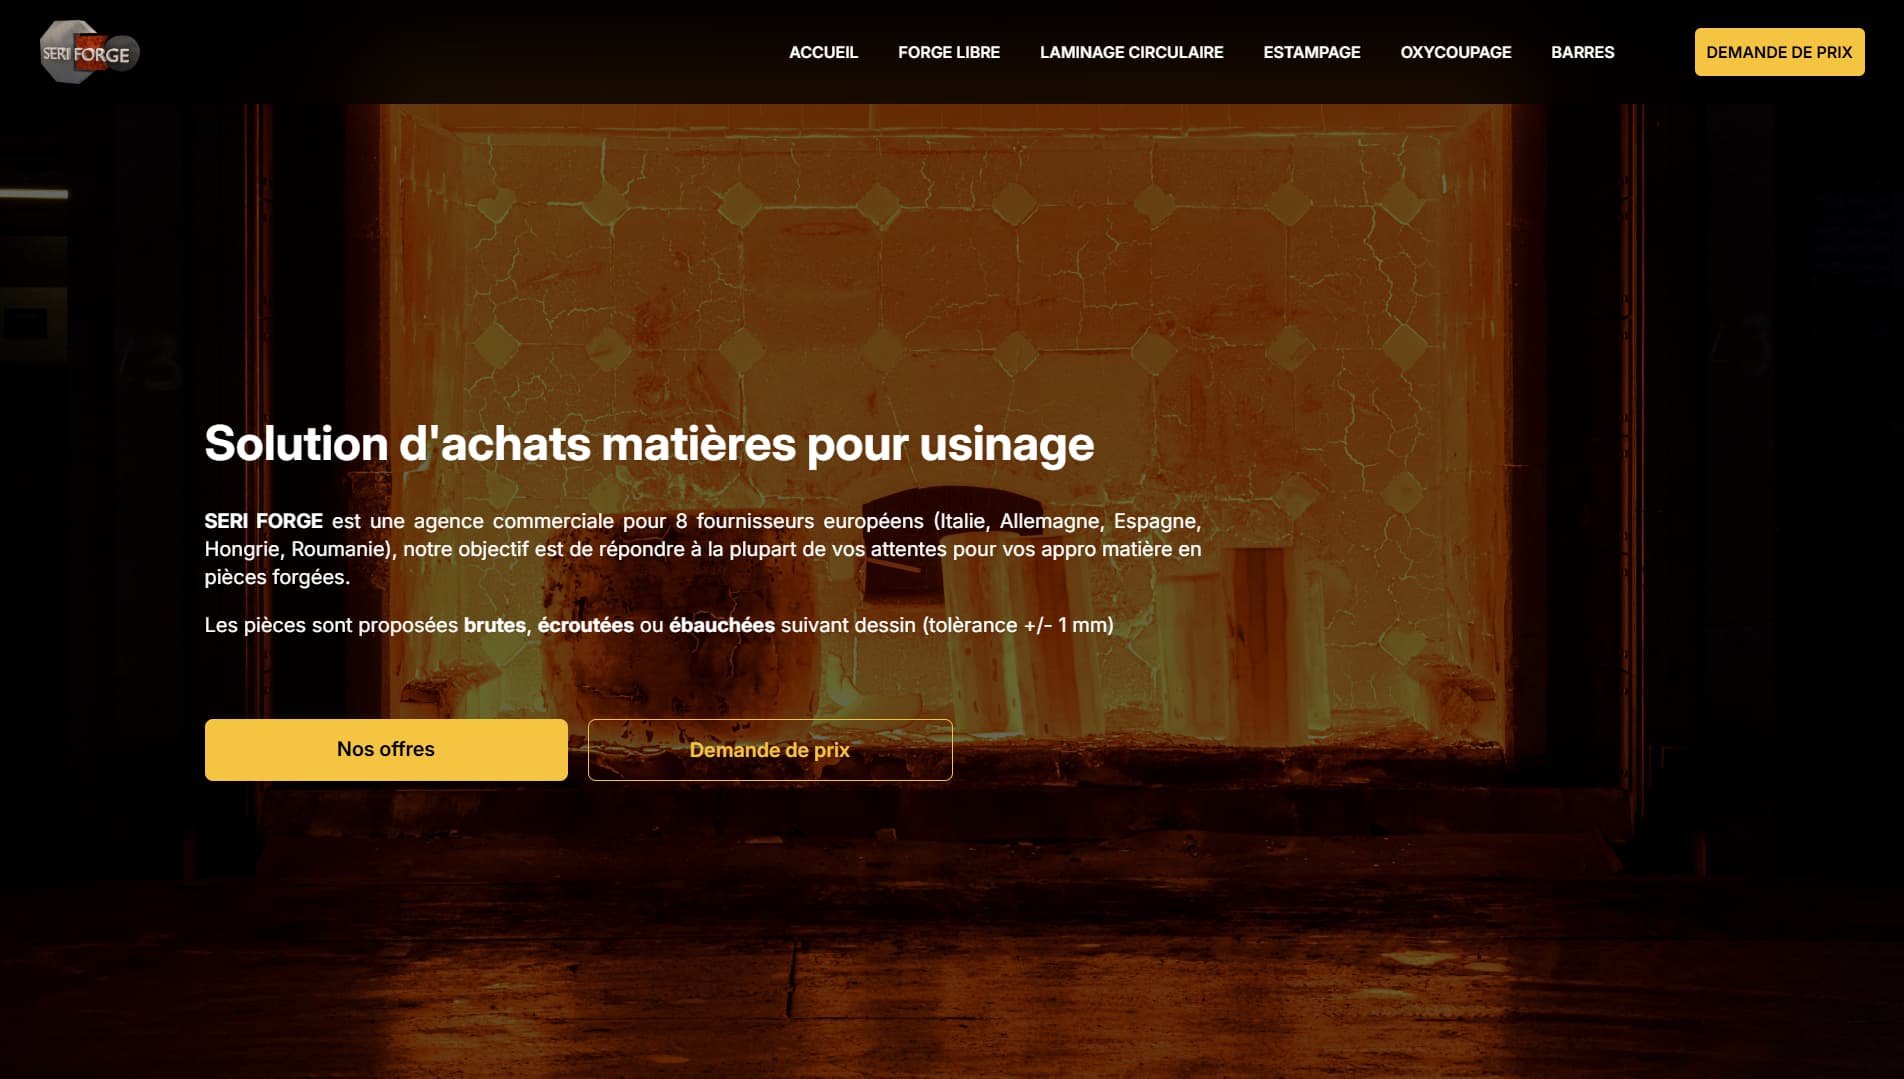 SERI FORGE
ACCUEIL
FORGE LIBRE
LAMINAGE CIRCULAIRE
ESTAMPAGE
OXYCOUPAGE
BARRES
DEMANDE DE PRIX
Solution d'achats matières pour usinage
SERI FORGE est une agence commerciale pour 8 fournisseurs européens (Italie, Allemagne, Espagne,
Hongrie, Roumanie), notre objectif est de répondre à la plupart de vos attentes pour vos appro matière en
pièces forgées.
Les pièces sont proposées brutes, écroutées ou ébauchées suivant dessin (tolèrance +/- 1 mm)
Nos offres
Demande de prix